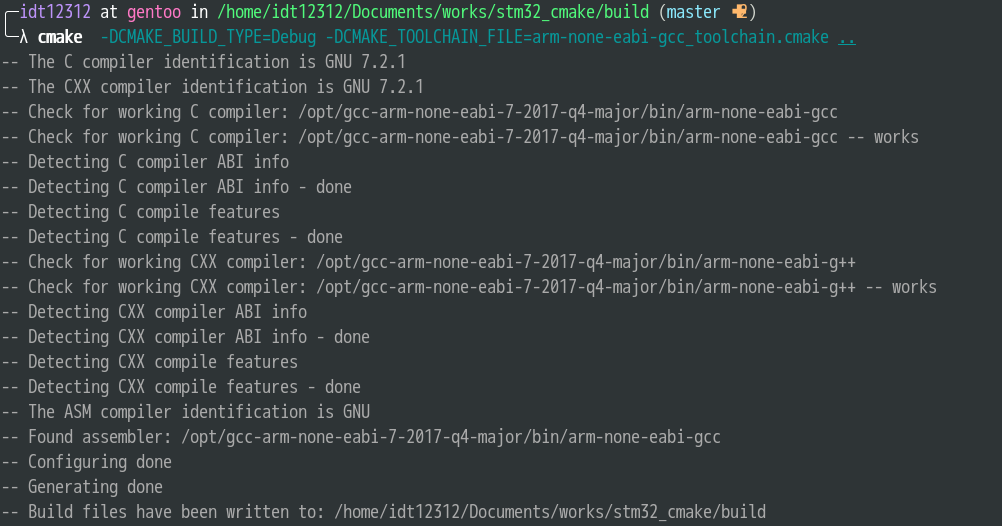 ╭─idt12312 at gentoo in /home/idt12312/Documents/works/stm32_cmake/build (master )
╰─λ cmake  -DCMAKE_BUILD_TYPE=Debug -DCMAKE_TOOLCHAIN_FILE=arm-none-eabi-gcc_toolchain.cmake ..
-- The C compiler identification is GNU 7.2.1
-- The CXX compiler identification is GNU 7.2.1
-- Check for working C compiler: /opt/gcc-arm-none-eabi-7-2017-q4-major/bin/arm-none-eabi-gcc
-- Check for working C compiler: /opt/gcc-arm-none-eabi-7-2017-q4-major/bin/arm-none-eabi-gcc -- works
-- Detecting C compiler ABI info
-- Detecting C compiler ABI info - done
-- Detecting C compile features
-- Detecting C compile features - done
-- Check for working CXX compiler: /opt/gcc-arm-none-eabi-7-2017-q4-major/bin/arm-none-eabi-g++
-- Check for working CXX compiler: /opt/gcc-arm-none-eabi-7-2017-q4-major/bin/arm-none-eabi-g++ -- works
-- Detecting CXX compiler ABI info
-- Detecting CXX compiler ABI info - done
-- Detecting CXX compile features
-- Detecting CXX compile features - done
-- The ASM compiler identification is GNU
-- Found assembler: /opt/gcc-arm-none-eabi-7-2017-q4-major/bin/arm-none-eabi-gcc
-- Configuring done
-- Generating done
-- Build files have been written to: /home/idt12312/Documents/works/stm32_cmake/build